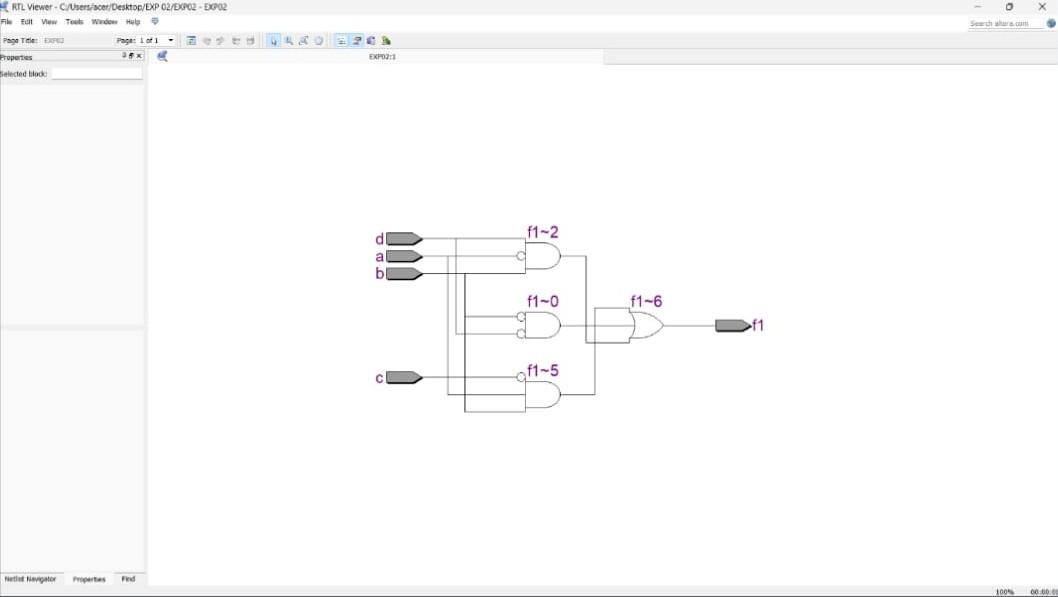 RTL Viewer - C:/Users/acer/Desktop/EXP 02/EXP02 - EXP02
File Edit View Tools Window Help
Search altera.com
Page Title: EXP02 Page: 1 of 1
Properties
EXP02:1
Selected block:
f1~2
d
a
b
f1~0
f1~6
f1
f1~5
c
Netlist Navigator Properties Find
100% 00:00:0